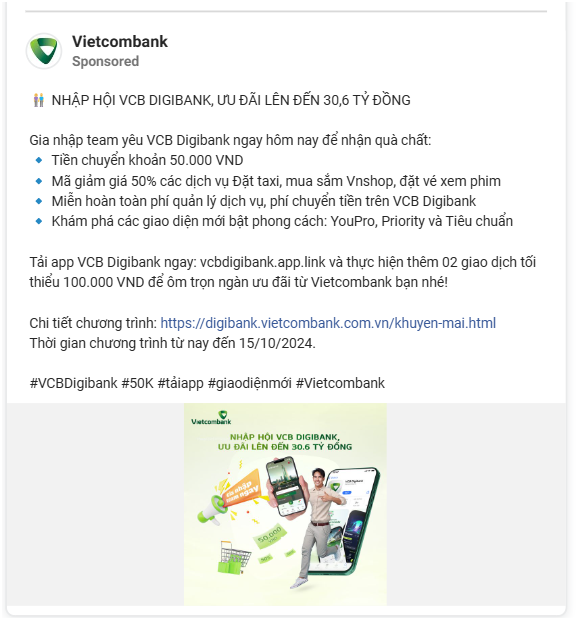 Vietcombank
Sponsored
👬 NHẬP HỘI VCB DIGIBANK, ƯU ĐÃI LÊN ĐẾN 30,6 TỶ ĐỒNG
Gia nhập team yêu VCB Digibank ngay hôm nay để nhận quà chất:
🔹 Tiền chuyển khoản 50.000 VND
🔹 Mã giảm giá 50% các dịch vụ Đặt taxi, mua sắm Vnshop, đặt vé xem phim
🔹 Miễn hoàn toàn phí quản lý dịch vụ, phí chuyển tiền trên VCB Digibank
🔹 Khám phá các giao diện mới bật phong cách: YouPro, Priority và Tiêu chuẩn
Tải app VCB Digibank ngay: vcbdigibank.app.link và thực hiện thêm 02 giao dịch tối
thiểu 100.000 VND để ôm trọn ngàn ưu đãi từ Vietcombank bạn nhé!
Chi tiết chương trình: https://digibank.vietcombank.com.vn/khuyen-mai.html
Thời gian chương trình từ nay đến 15/10/2024.
#VCBDigibank #50K #tảiapp #giaodiệnmới #Vietcombank
Vietcombank
NHẬP HỘI VCB DIGIBANK,
ƯU ĐÃI LÊN ĐẾN 30.6 TỶ ĐỒNG
Gia nhập
team ngay
50.000
50%